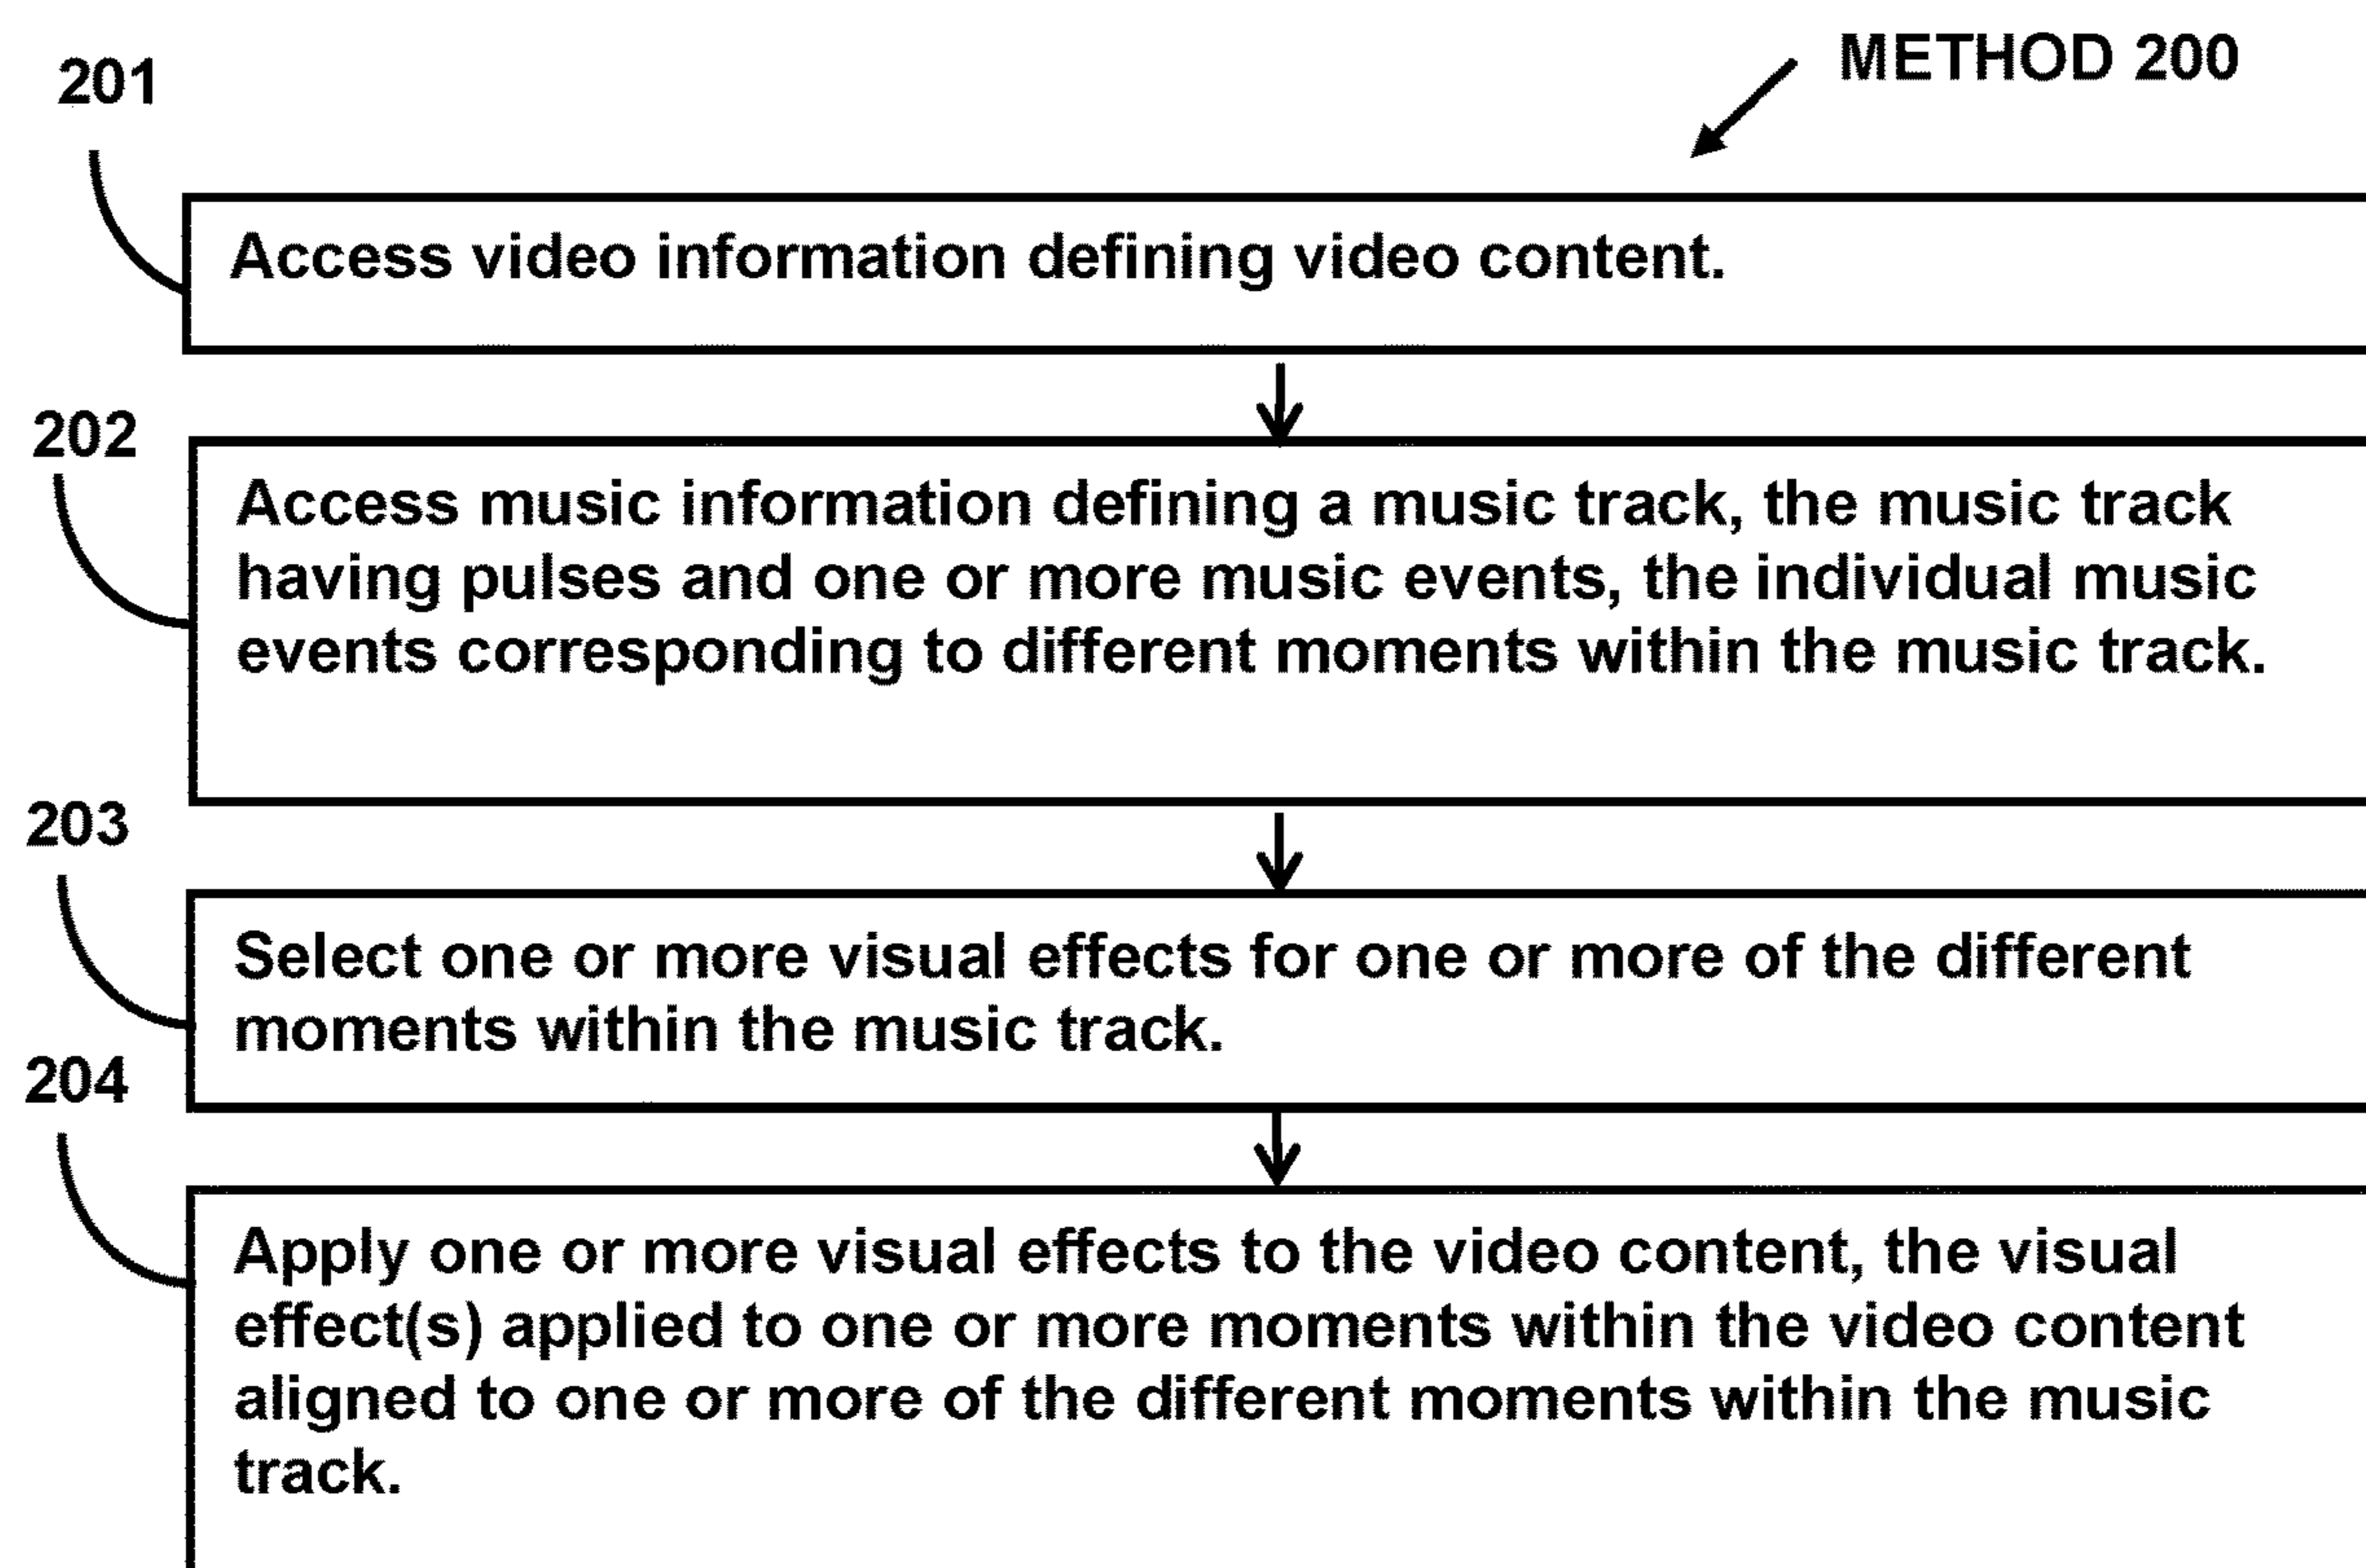 METHOD 200
201
Access video information defining video content.
202
Access music information defining a music track, the music track
having pulses and one or more music events, the individual music
events corresponding to different moments within the music track.
203
Select one or more visual effects for one or more of the different
moments within the music track.
204
Apply one or more visual effects to the video content, the visual
effect(s) applied to one or more moments within the video content
aligned to one or more of the different moments within the music
track.